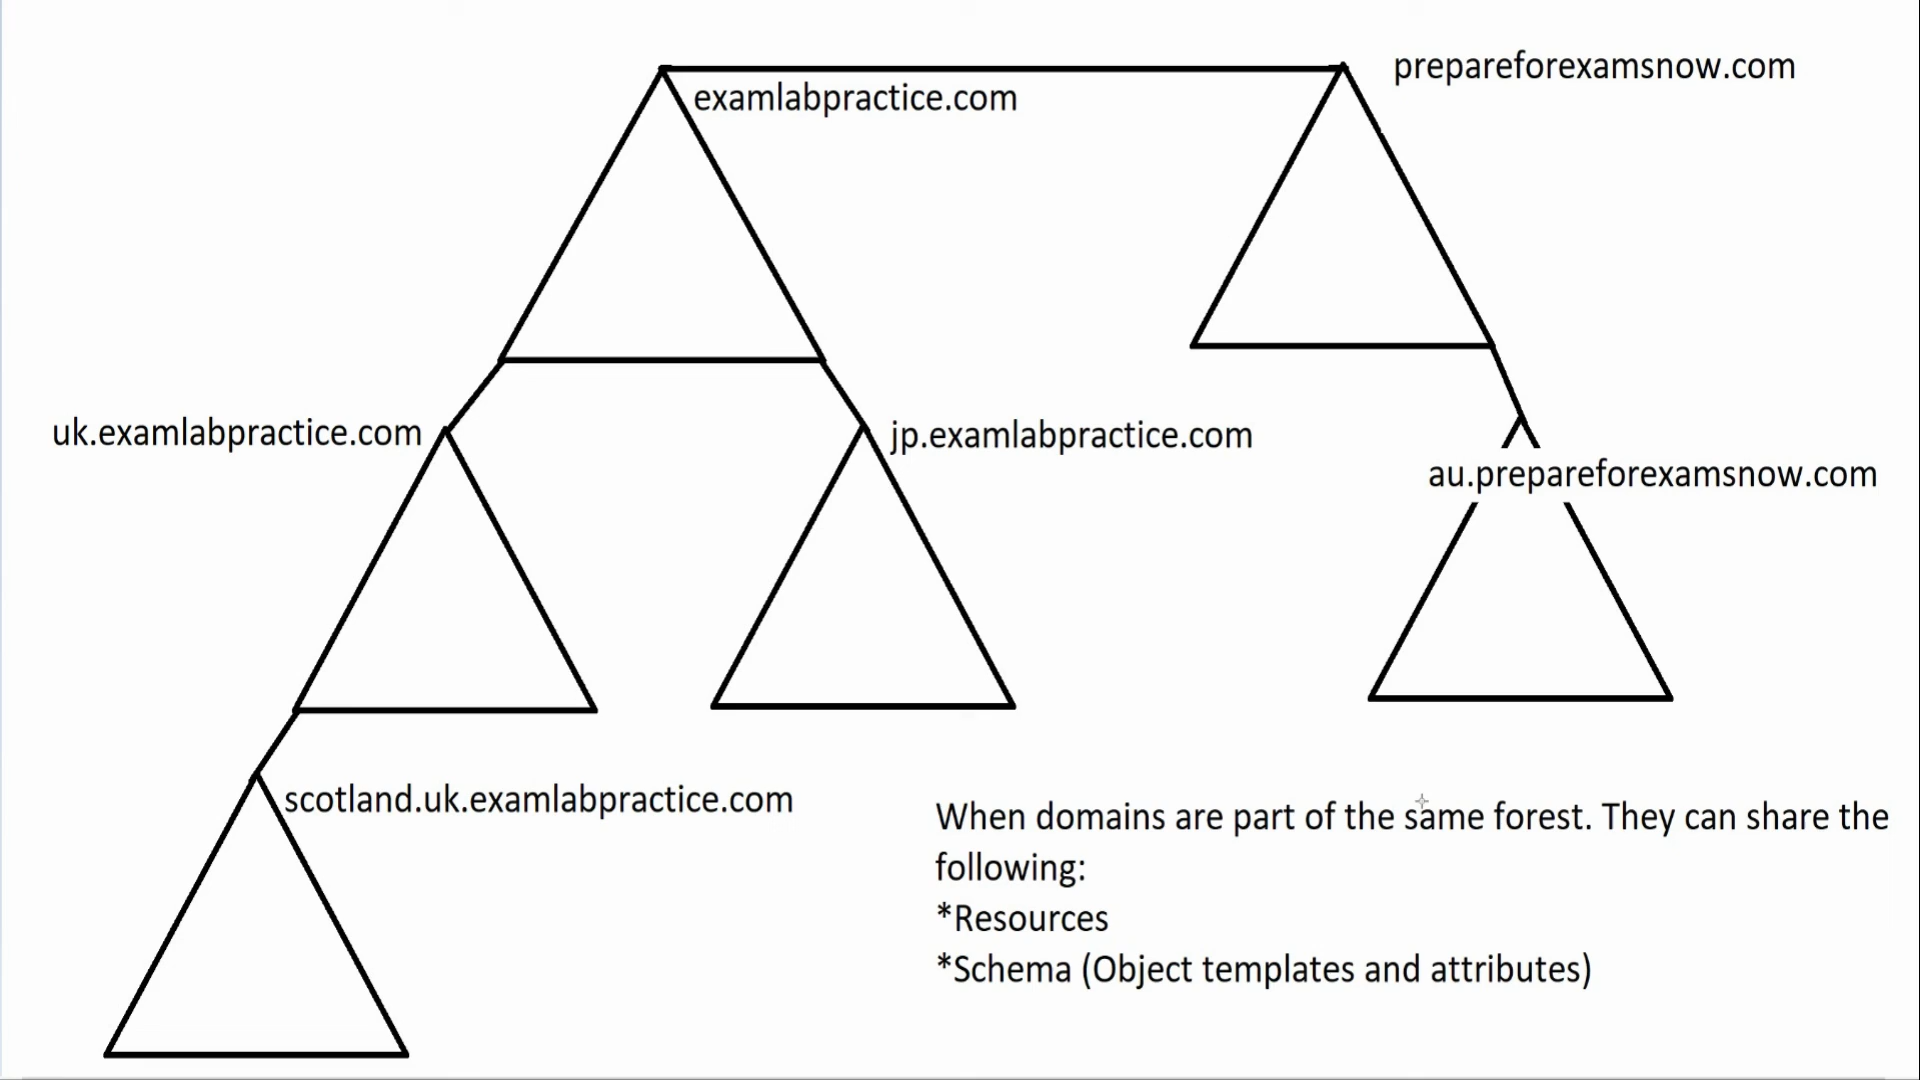 prepareforexamsnow.com
examlabpractice.com
uk.examlabpractice.com
jp.examlabpractice.com
au.prepareforexamsnow.com
scotland.uk.examlabpractice.com
When domains are part of the same forest. They can share the
following:
*Resources
*Schema (Object templates and attributes)